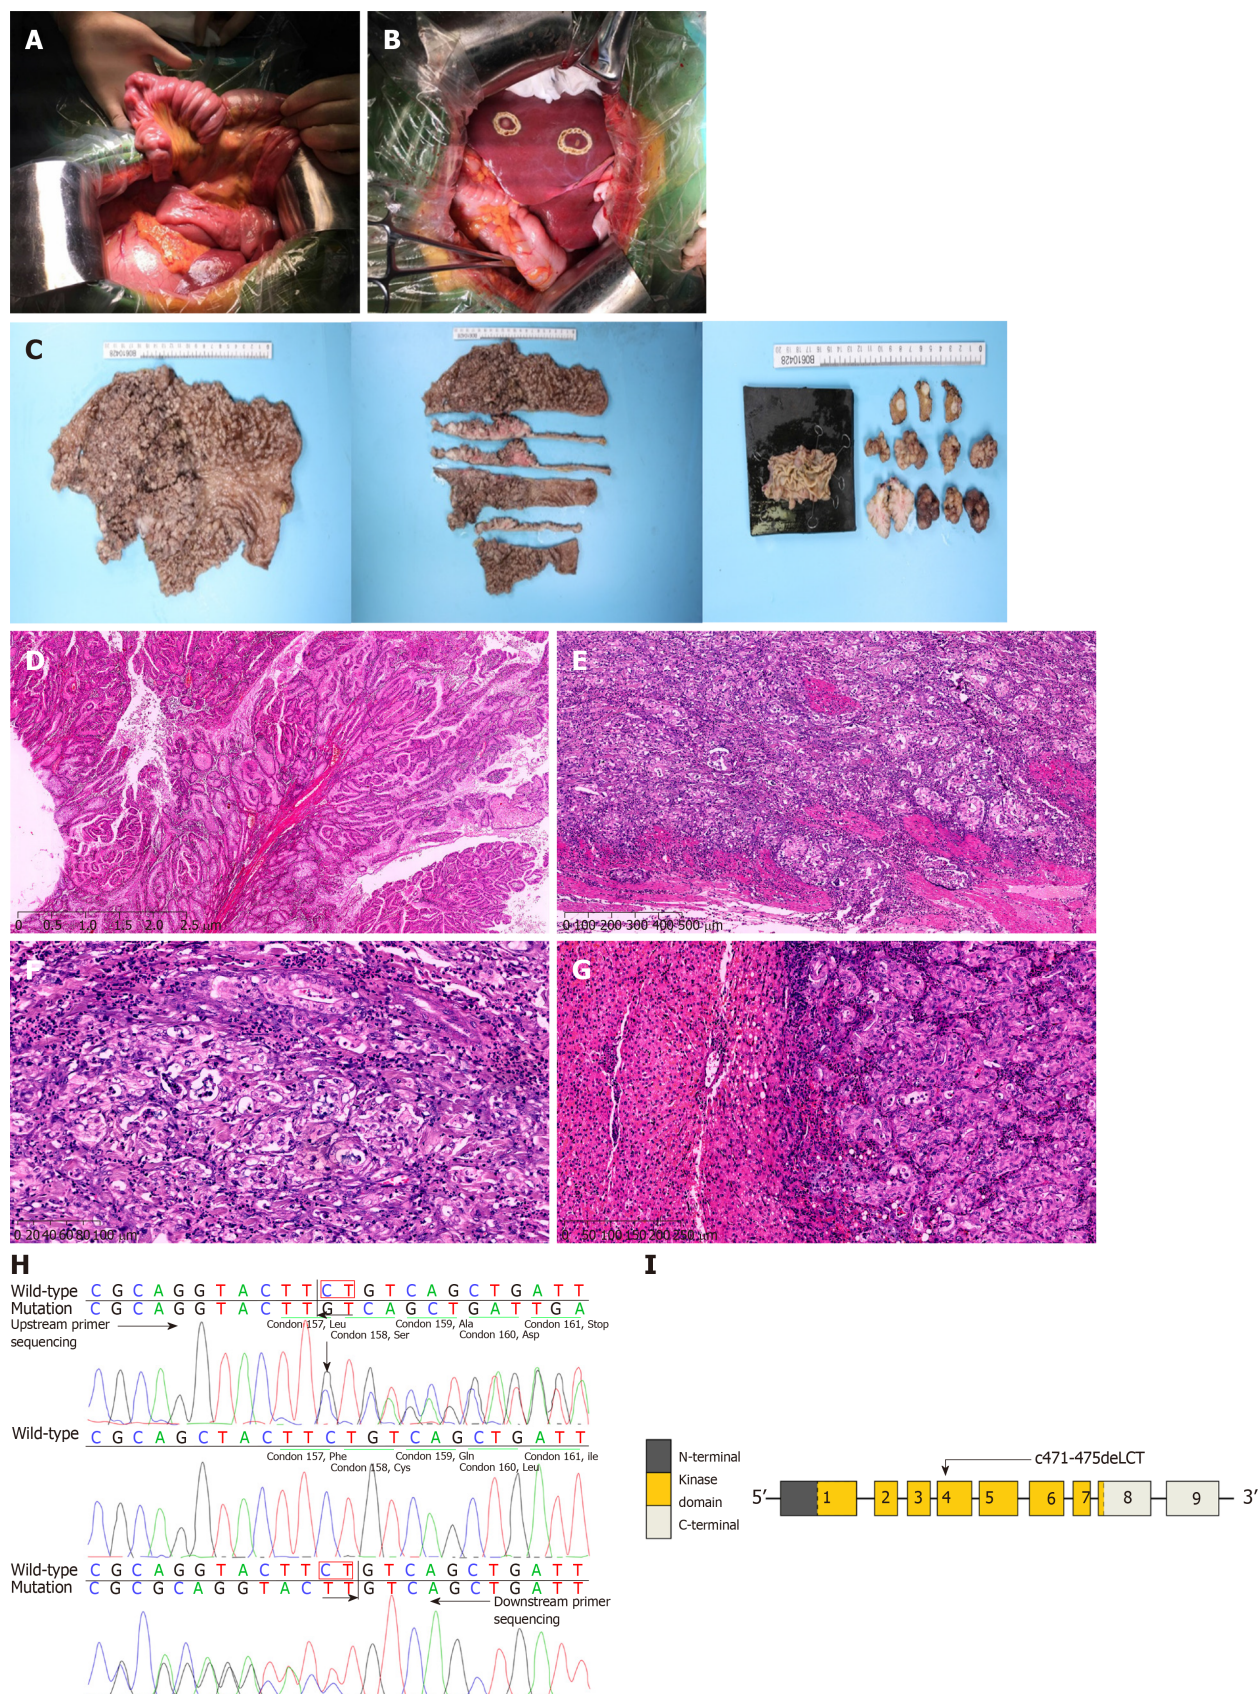 A
B
C
B0610428
B0610428
B0610428
D
0 0.5 1.0 1.5 2.0 2.5 μm
E
0 100 200 300 400 500 μm
F
0 20 40 60 80 100 μm
G
0 50 100 150 200 250 μm
H
Wild-type C G C A G G T A C T T C T G T C A G C T G A T T
Mutation C G C A G G T A C T T G T C A G C T G A T T G A
Upstream primer
sequencing
Condon 157, Leu
Condon 158, Ser
Condon 159, Ala
Condon 160, Asp
Condon 161, Stop
Wild-type C G C A G C T A C T T C T G T C A G C T G A T T
Condon 157, Phe
Condon 158, Cys
Condon 159, Gln
Condon 160, Leu
Condon 161, Ile
Wild-type C G C A G G T A C T T C T G T C A G C T G A T T
Mutation C G C G C A G G T A C T T G T C A G C T G A T T
Downstream primer
sequencing
I
N-terminal
Kinase
domain
C-terminal
c471-475deLCT
5′ 1 2 3 4 5 6 7 8 9 3′